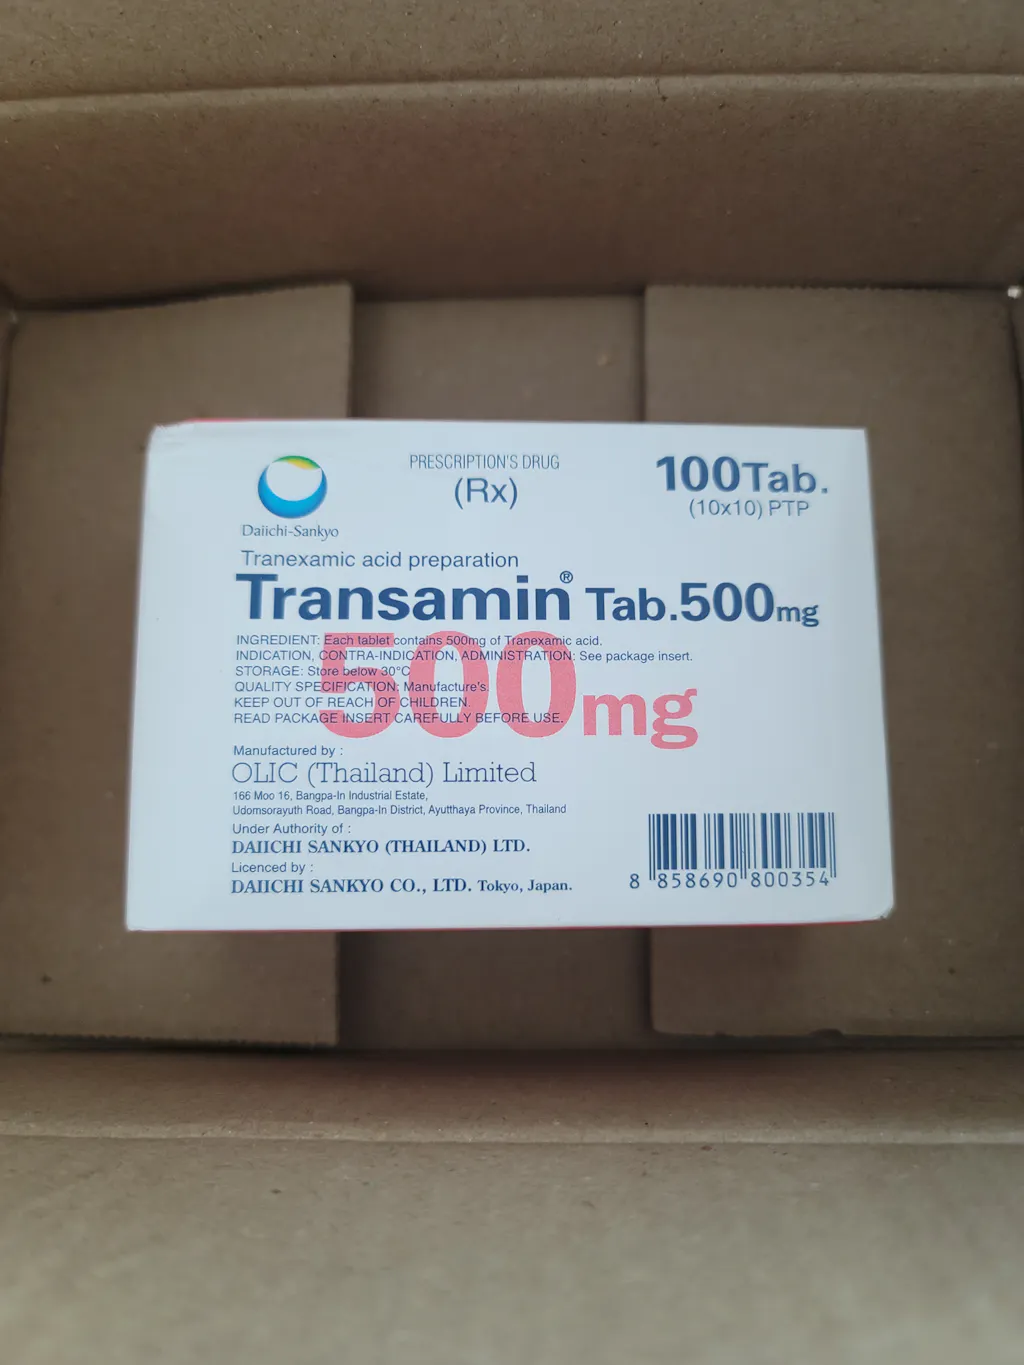 Daiichi-Sankyo
PRESCRIPTION'S DRUG
(Rx)
100Tab.
(10x10) PTP
Tranexamic acid preparation
Transamin® Tab.500mg
500mg
INGREDIENT: Each tablet contains 500mg of Tranexamic acid.
INDICATION, CONTRA-INDICATION, ADMINISTRATION: See package insert.
STORAGE: Store below 30°C
QUALITY SPECIFICATION: Manufacture's.
KEEP OUT OF REACH OF CHILDREN.
READ PACKAGE INSERT CAREFULLY BEFORE USE.
Manufactured by :
OLIC (Thailand) Limited
166 Moo 16, Bangpa-In Industrial Estate,
Udomsorayuth Road, Bangpa-In District, Ayutthaya Province, Thailand
Under Authority of :
DAIICHI SANKYO (THAILAND) LTD.
Licenced by :
DAIICHI SANKYO CO., LTD. Tokyo, Japan.
8 858690 800354